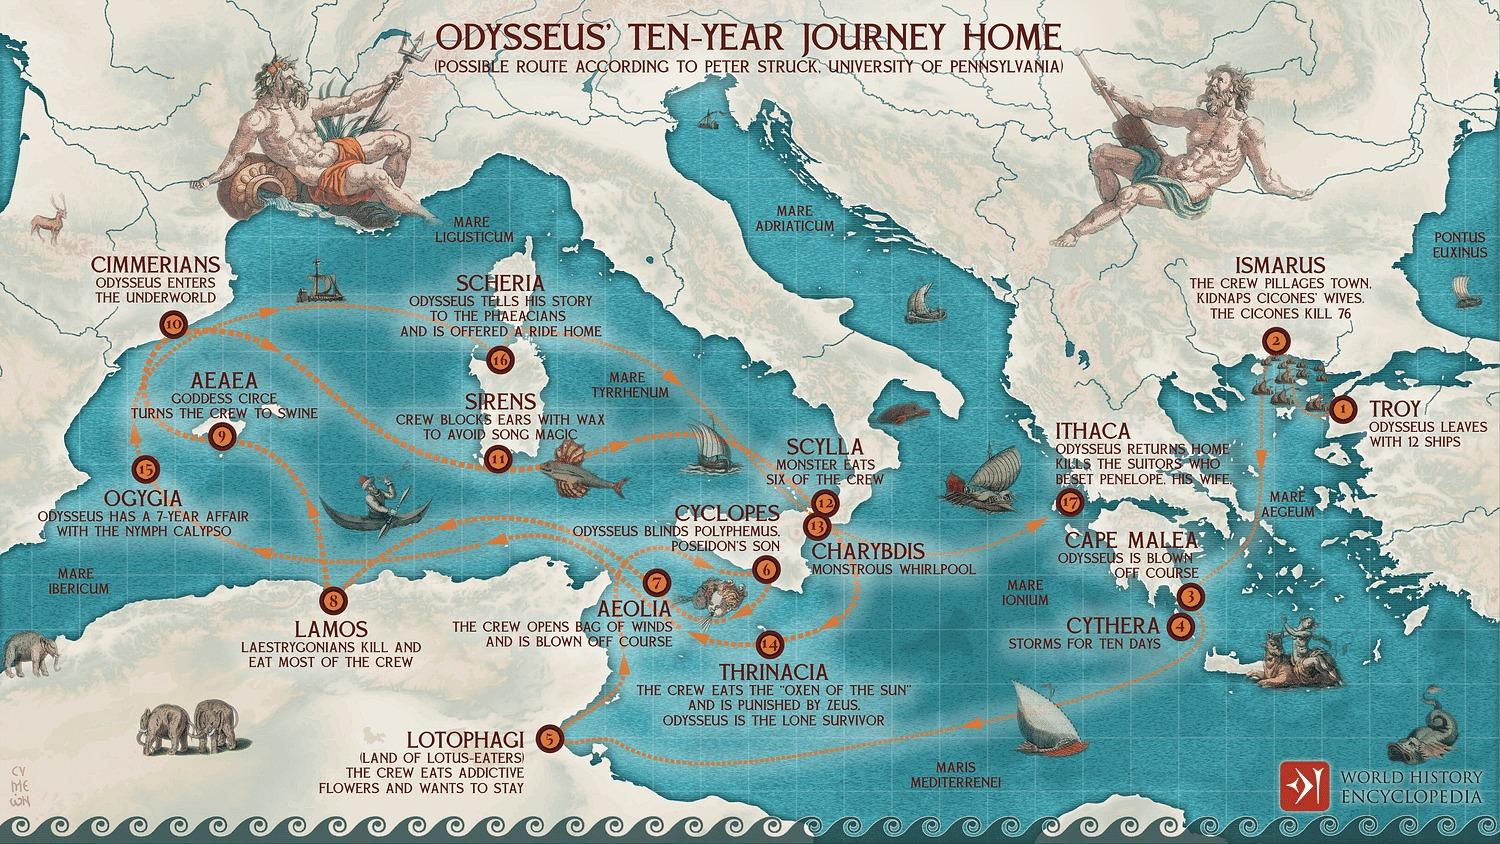 ODYSSEUS' TEN-YEAR JOURNEY HOME
(POSSIBLE ROUTE ACCORDING TO PETER STRUCK, UNIVERSITY OF PENNSYLVANIA)
MARE
LIGUSTICUM
MARE
ADRIATICUM
PONTUS
EUXINUS
CIMMERIANS
ODYSSEUS ENTERS
THE UNDERWORLD
10
SCHERIA
ODYSSEUS TELLS HIS STORY
TO THE PHAEACIANS
AND IS OFFERED A RIDE HOME
16
ISMARUS
THE CREW PILLAGES TOWN,
KIDNAPS CICONES' WIVES.
THE CICONES KILL 76
2
AEAEA
GODDESS CIRCE
TURNS THE CREW TO SWINE
9
MARE
TYRRHENUM
SIRENS
CREW BLOCKS EARS WITH WAX
TO AVOID SONG MAGIC
11
1
TROY
ODYSSEUS LEAVES
WITH 12 SHIPS
ITHACA
ODYSSEUS RETURNS HOME
KILLS THE SUITORS WHO
BESET PENELOPE, HIS WIFE.
17
SCYLLA
MONSTER EATS
SIX OF THE CREW
12
15
OGYGIA
ODYSSEUS HAS A 7-YEAR AFFAIR
WITH THE NYMPH CALYPSO
MARE
AEGEUM
CYCLOPES
ODYSSEUS BLINDS POLYPHEMUS,
POSEIDON'S SON
6
13
CHARYBDIS
MONSTROUS WHIRLPOOL
CAPE MALEA
ODYSSEUS IS BLOWN
OFF COURSE
3
MARE
IBERICUM
MARE
IONIUM
7
AEOLIA
THE CREW OPENS BAG OF WINDS
AND IS BLOWN OFF COURSE
8
LAMOS
LAESTRYGONIANS KILL AND
EAT MOST OF THE CREW
CYTHERA
STORMS FOR TEN DAYS
4
14
THRINACIA
THE CREW EATS THE "OXEN OF THE SUN"
AND IS PUNISHED BY ZEUS.
ODYSSEUS IS THE LONE SURVIVOR
5
LOTOPHAGI
(LAND OF LOTUS-EATERS)
THE CREW EATS ADDICTIVE
FLOWERS AND WANTS TO STAY
MARIS
MEDITERRENEI
WORLD HISTORY
ENCYCLOPEDIA